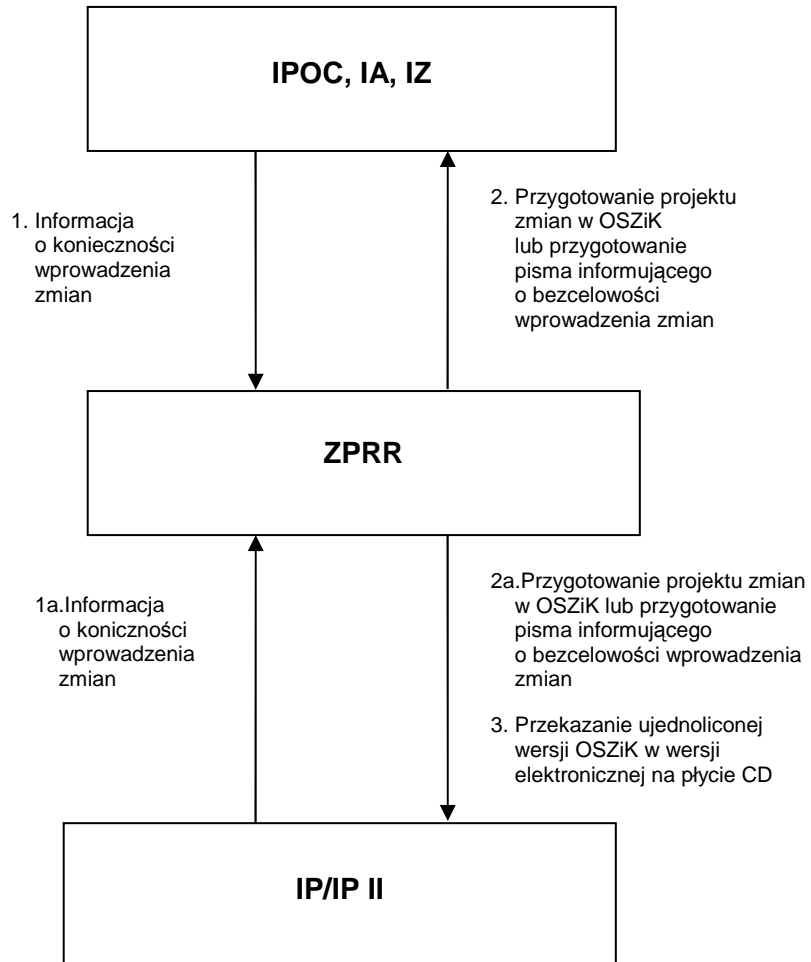 IPOC, IA, IZ
1. Informacja
o konieczności
wprowadzenia
zmian
2. Przygotowanie projektu
zmian w OSZiK
lub przygotowanie
pisma informującego
o bezcelowości
wprowadzenia zmian
ZPRR
1a.Informacja
o koniczności
wprowadzenia
zmian
2a.Przygotowanie projektu zmian
w OSZiK lub przygotowanie
pisma informującego
o bezcelowości wprowadzenia
zmian
3. Przekazanie ujednoliconej
wersji OSZiK w wersji
elektronicznej na płycie CD
IP/IP II